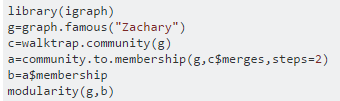 library(igraph)
g=graph.famous("Zachary")
c=walktrap.community(g)
a=community.to.membership(g,c$merges,steps=2)
b=a$membership
modularity(g,b)